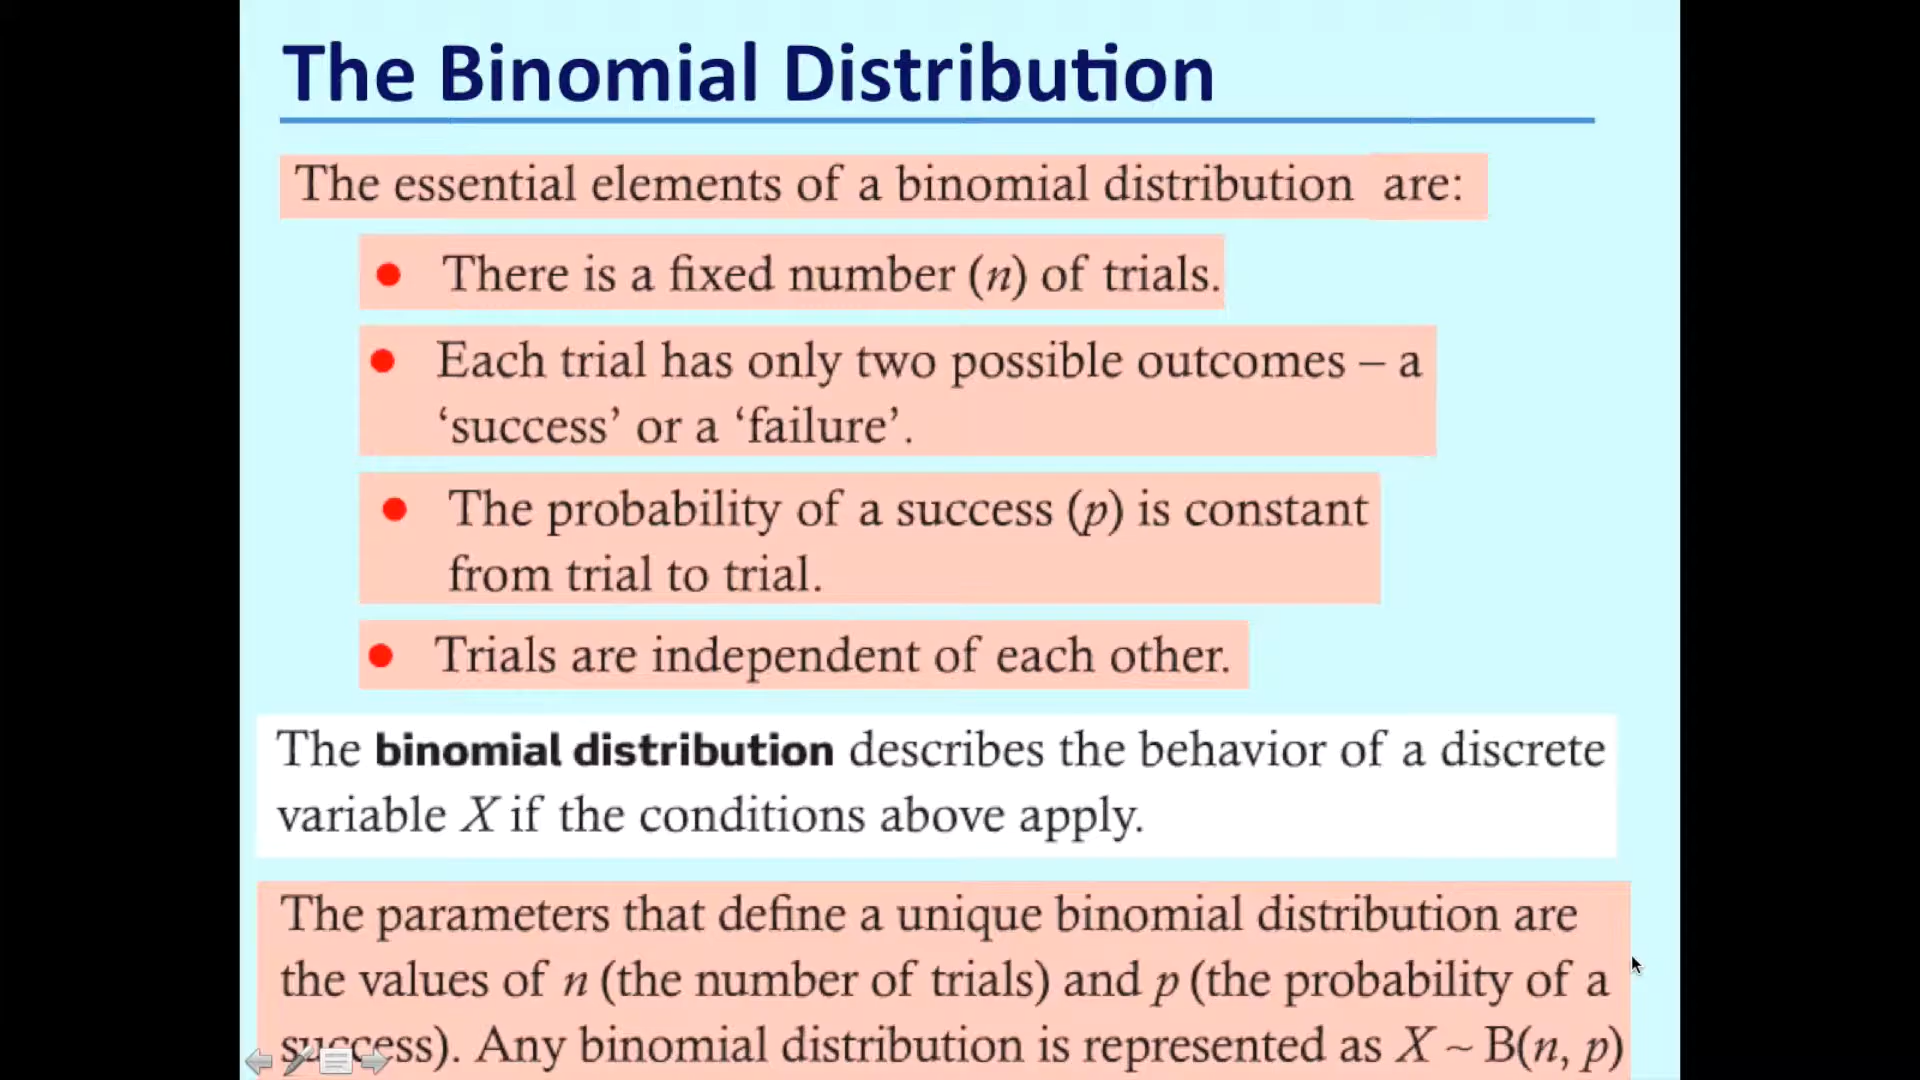 The Binomial Distribution
The essential elements of a binomial distribution are:
• There is a fixed number (n) of trials.
• Each trial has only two possible outcomes – a
‘success’ or a ‘failure’.
• The probability of a success (p) is constant
from trial to trial.
• Trials are independent of each other.
The binomial distribution describes the behavior of a discrete
variable X if the conditions above apply.
The parameters that define a unique binomial distribution are
the values of n (the number of trials) and p (the probability of a
success). Any binomial distribution is represented as X ~ B(n, p)